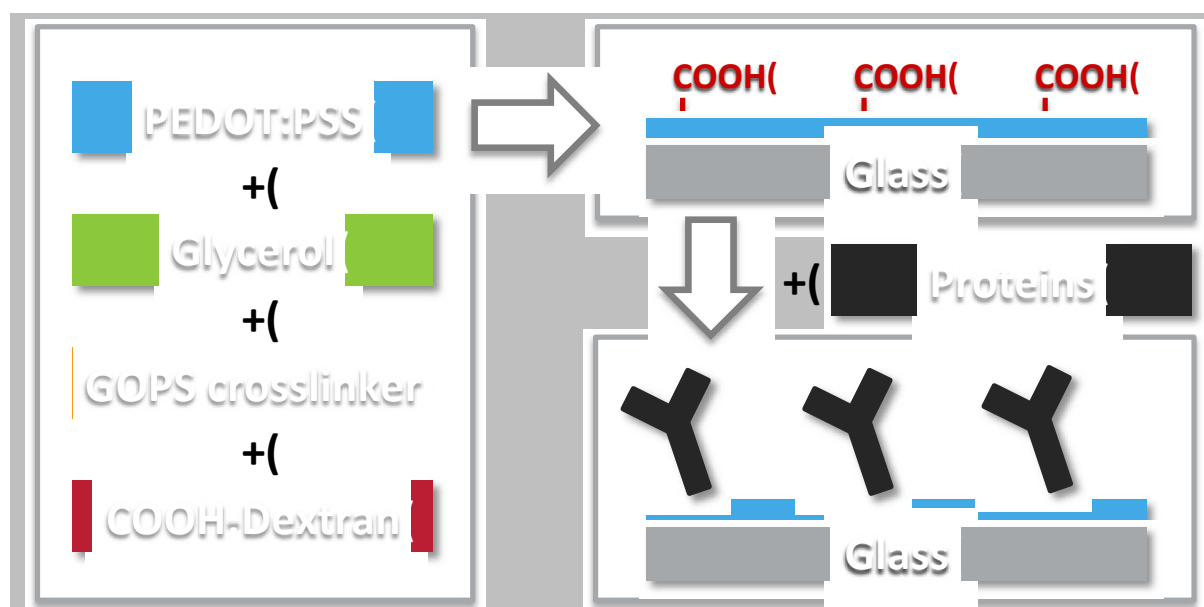 PEDOT:PSS(
+(
Glycerol(
+(
GOPS crosslinker
+(
COOH-Dextran(
COOH( COOH( COOH(
Glass
+( Proteins(
Glass